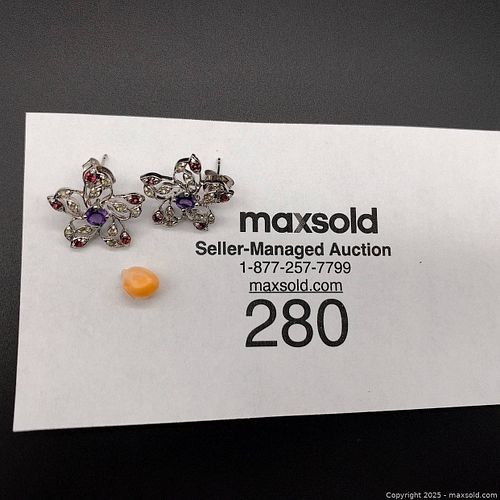 maxsold
Seller-Managed Auction
1-877-257-7799
maxsold.com
280
Copyright 2025 - maxsold.com